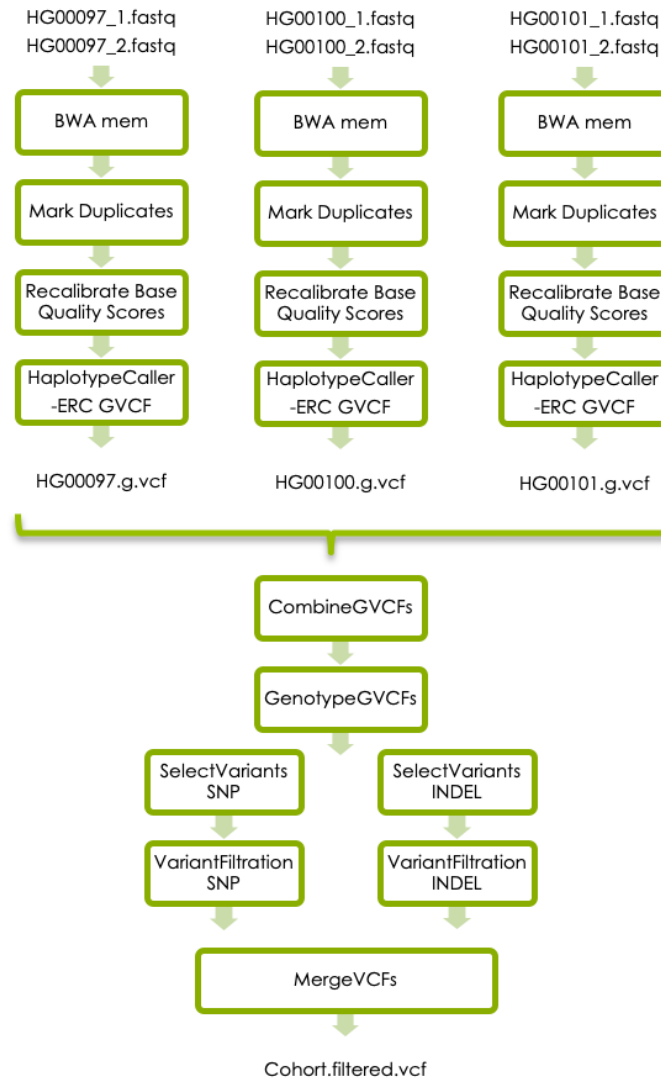 HG00097_1.fastq
HG00097_2.fastq
HG00100_1.fastq
HG00100_2.fastq
HG00101_1.fastq
HG00101_2.fastq
BWA mem
BWA mem
BWA mem
Mark Duplicates
Mark Duplicates
Mark Duplicates
Recalibrate Base
Quality Scores
Recalibrate Base
Quality Scores
Recalibrate Base
Quality Scores
HaplotypeCaller
-ERC GVCF
HaplotypeCaller
-ERC GVCF
HaplotypeCaller
-ERC GVCF
HG00097.g.vcf
HG00100.g.vcf
HG00101.g.vcf
CombineGVCFs
GenotypeGVCFs
SelectVariants
SNP
SelectVariants
INDEL
VariantFiltration
SNP
VariantFiltration
INDEL
MergeVCFs
Cohort.filtered.vcf